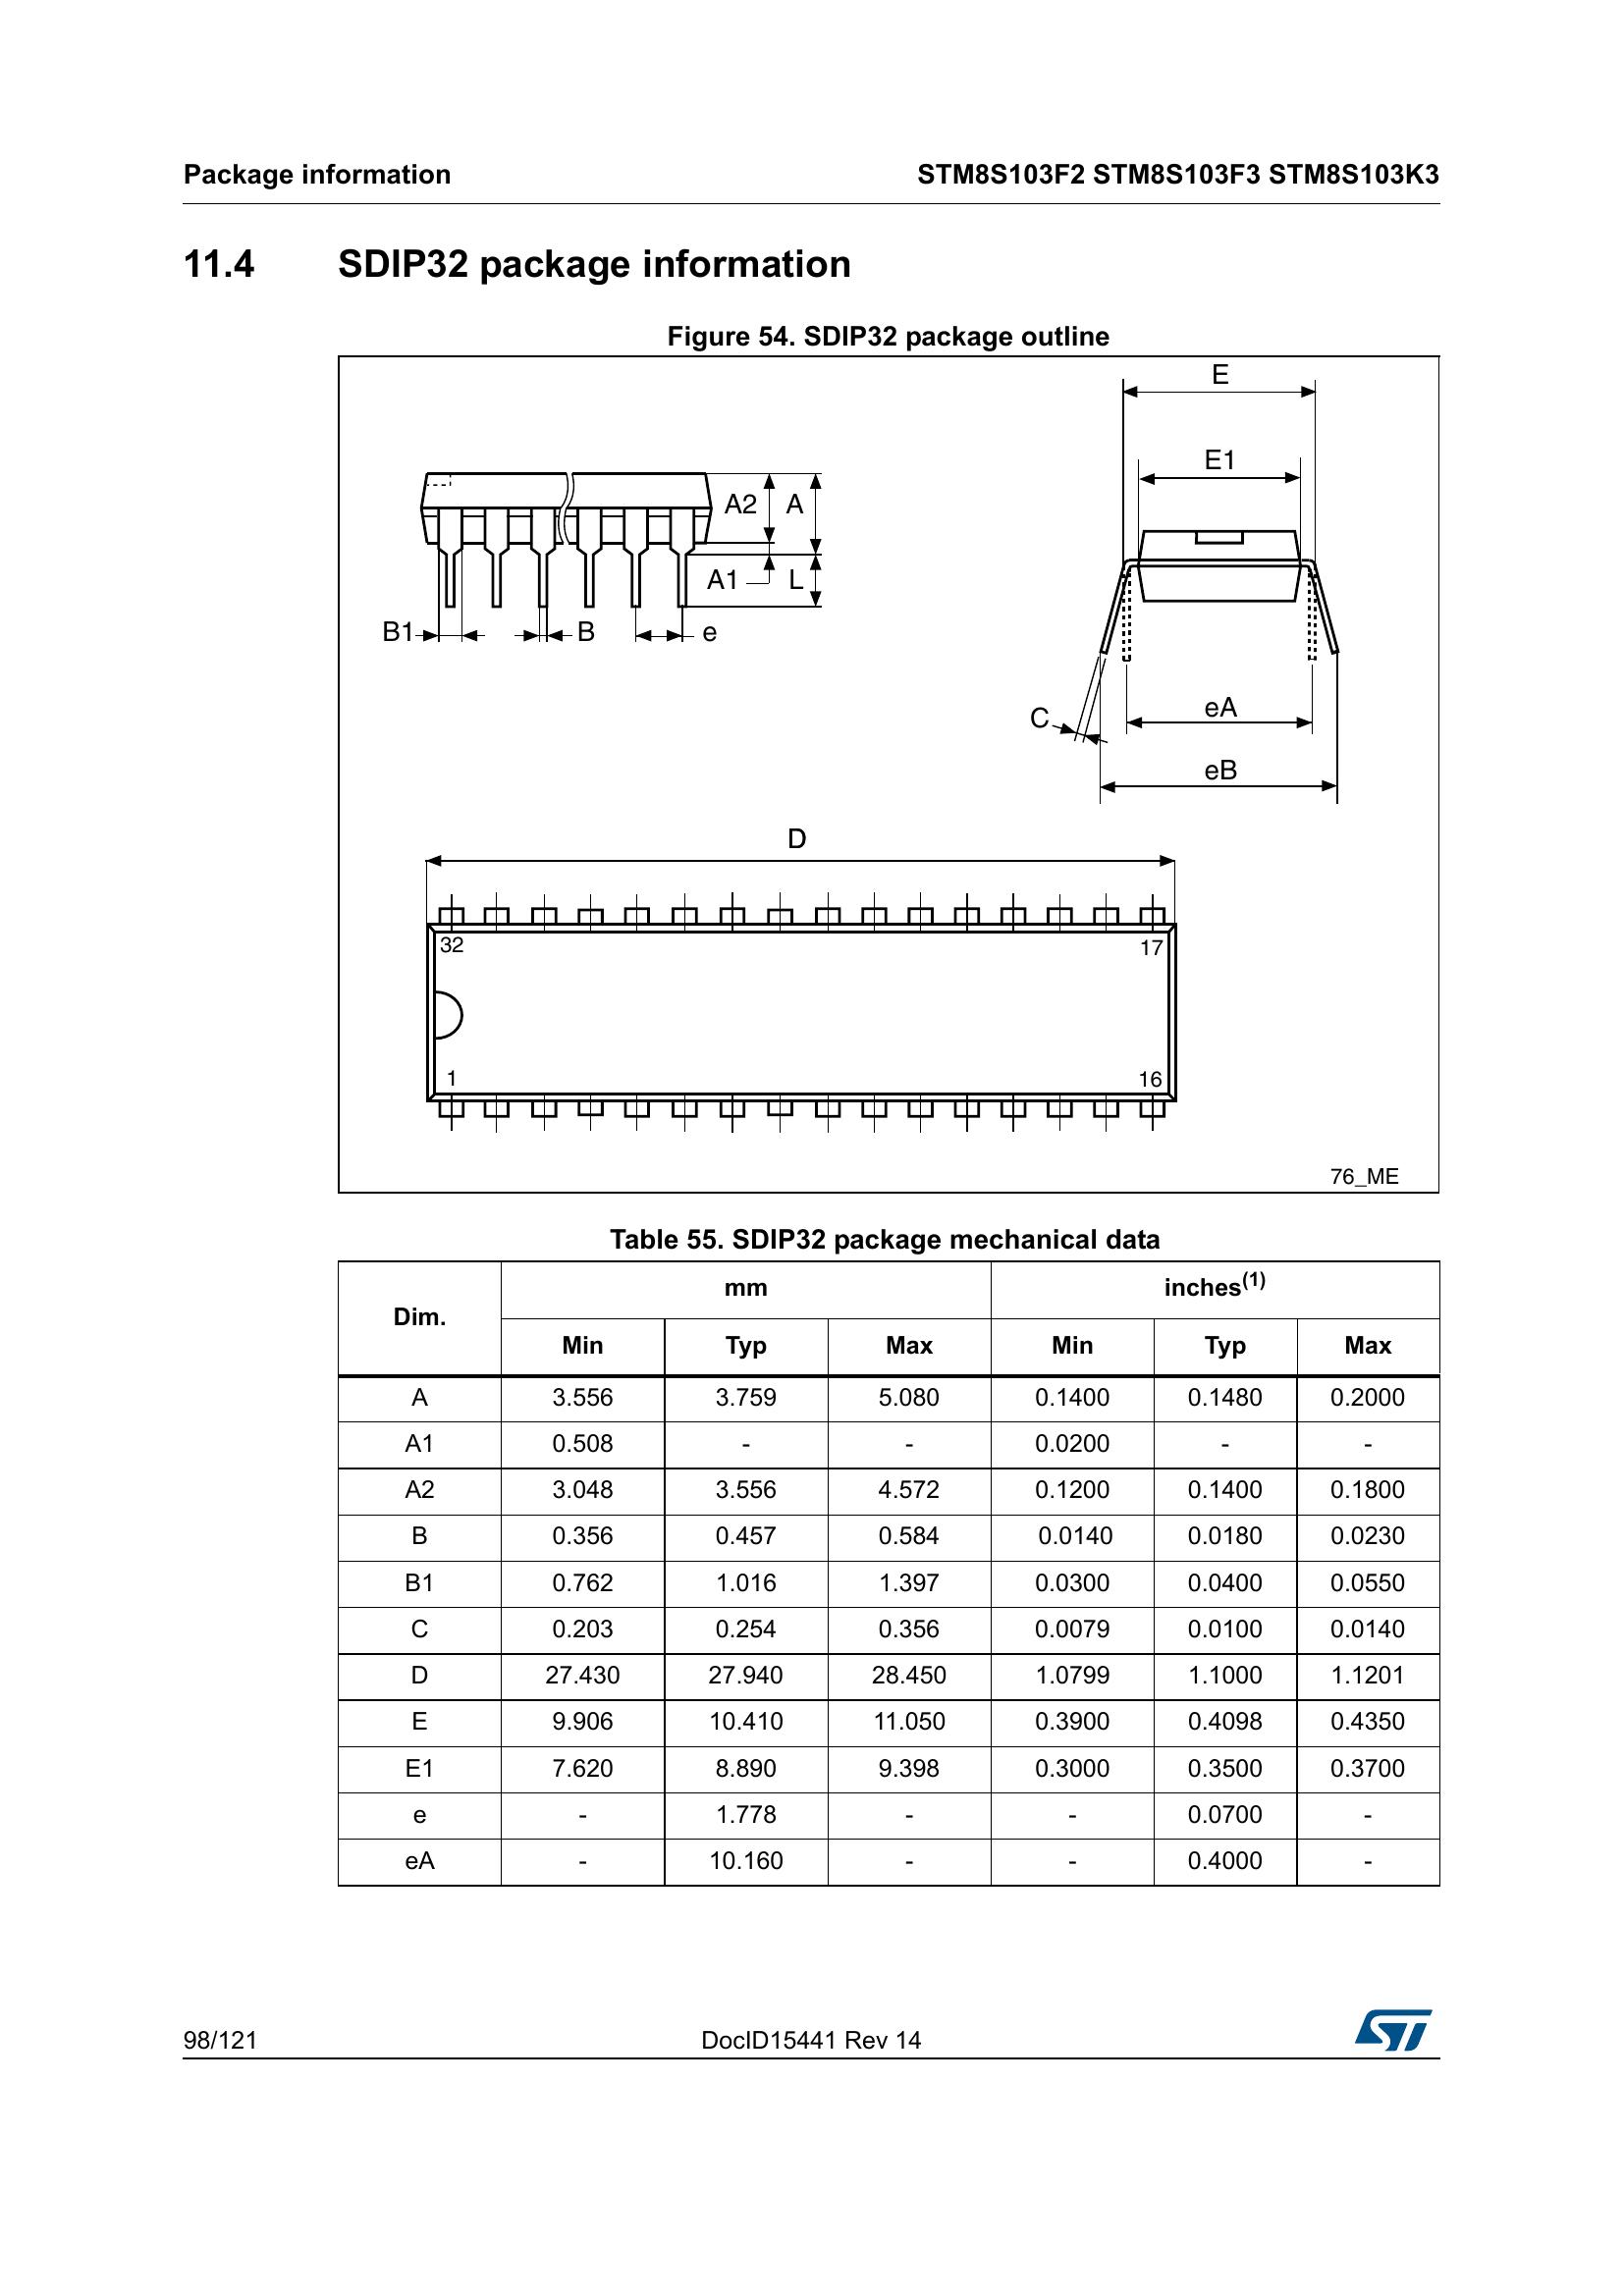 Package information STM8S103F2 STM8S103F3 STM8S103K3
11.4 SDIP32 package information
Figure 54. SDIP32 package outline
E
E1
A2 A
A1 L
B1 B e
C
eA
eB
D
32 17
1 16
76_ME
Table 55. SDIP32 package mechanical data
Dim. mm inches(1)
Min Typ Max Min Typ Max
A 3.556 3.759 5.080 0.1400 0.1480 0.2000
A1 0.508 - - 0.0200 - -
A2 3.048 3.556 4.572 0.1200 0.1400 0.1800
B 0.356 0.457 0.584 0.0140 0.0180 0.0230
B1 0.762 1.016 1.397 0.0300 0.0400 0.0550
C 0.203 0.254 0.356 0.0079 0.0100 0.0140
D 27.430 27.940 28.450 1.0799 1.1000 1.1201
E 9.906 10.410 11.050 0.3900 0.4098 0.4350
E1 7.620 8.890 9.398 0.3000 0.3500 0.3700
e - 1.778 - - 0.0700 -
eA - 10.160 - - 0.4000 -
98/121 DocID15441 Rev 14 ST